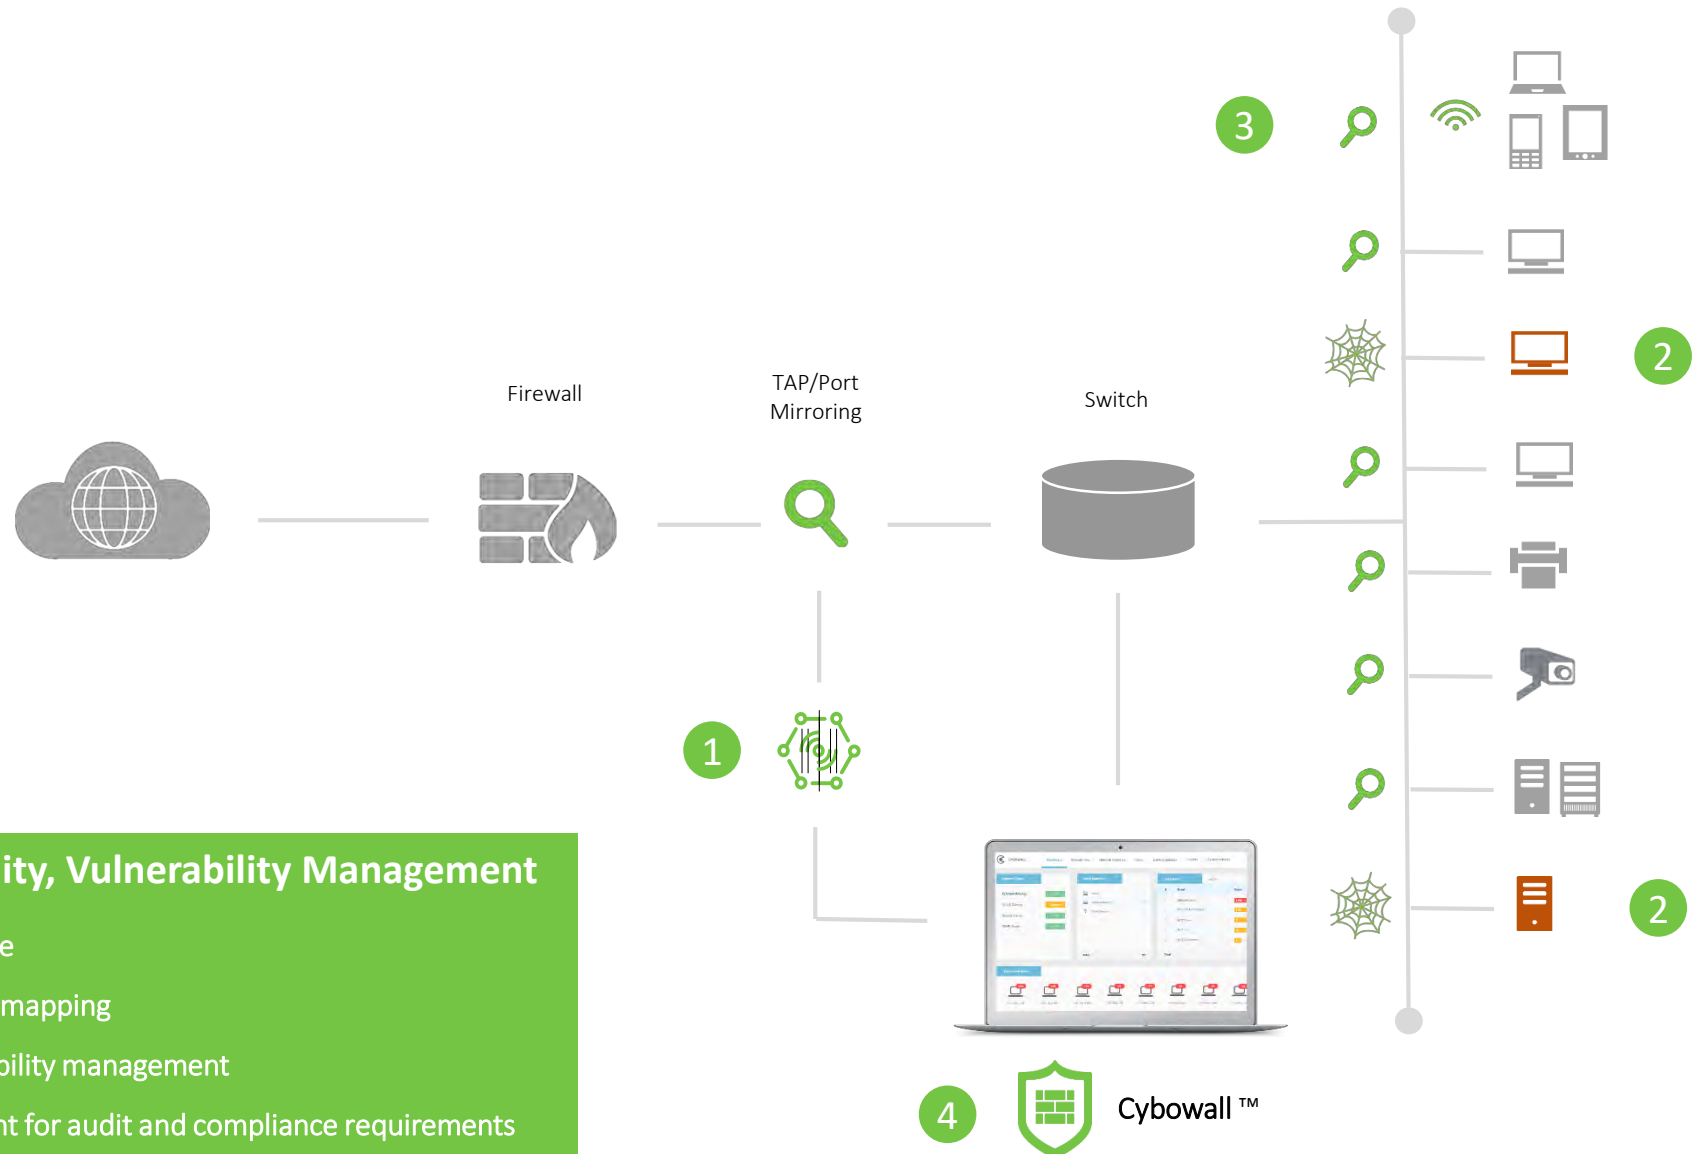 3
2
Firewall
TAP/Port
Mirroring
Switch
1
ity, Vulnerability Management
e
mapping
bility management
nt for audit and compliance requirements
2
4
Cybowall ™